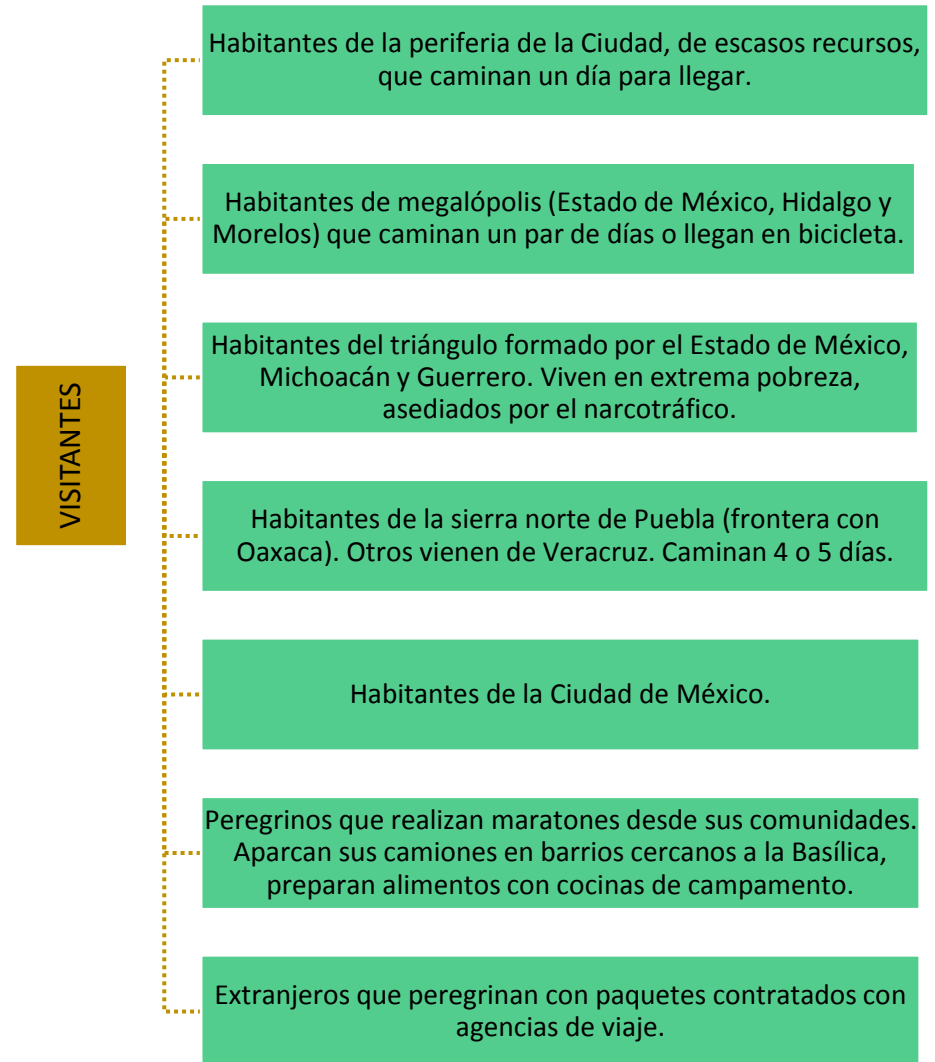 VISITANTES
Habitantes de la periferia de la Ciudad, de escasos recursos,
que caminan un día para llegar.
Habitantes de megalópolis (Estado de México, Hidalgo y
Morelos) que caminan un par de días o llegan en bicicleta.
Habitantes del triángulo formado por el Estado de México,
Michoacán y Guerrero. Viven en extrema pobreza,
asediados por el narcotráfico.
Habitantes de la sierra norte de Puebla (frontera con
Oaxaca). Otros vienen de Veracruz. Caminan 4 o 5 días.
Habitantes de la Ciudad de México.
Peregrinos que realizan maratones desde sus comunidades.
Aparcan sus camiones en barrios cercanos a la Basílica,
preparan alimentos con cocinas de campamento.
Extranjeros que peregrinan con paquetes contratados con
agencias de viaje.